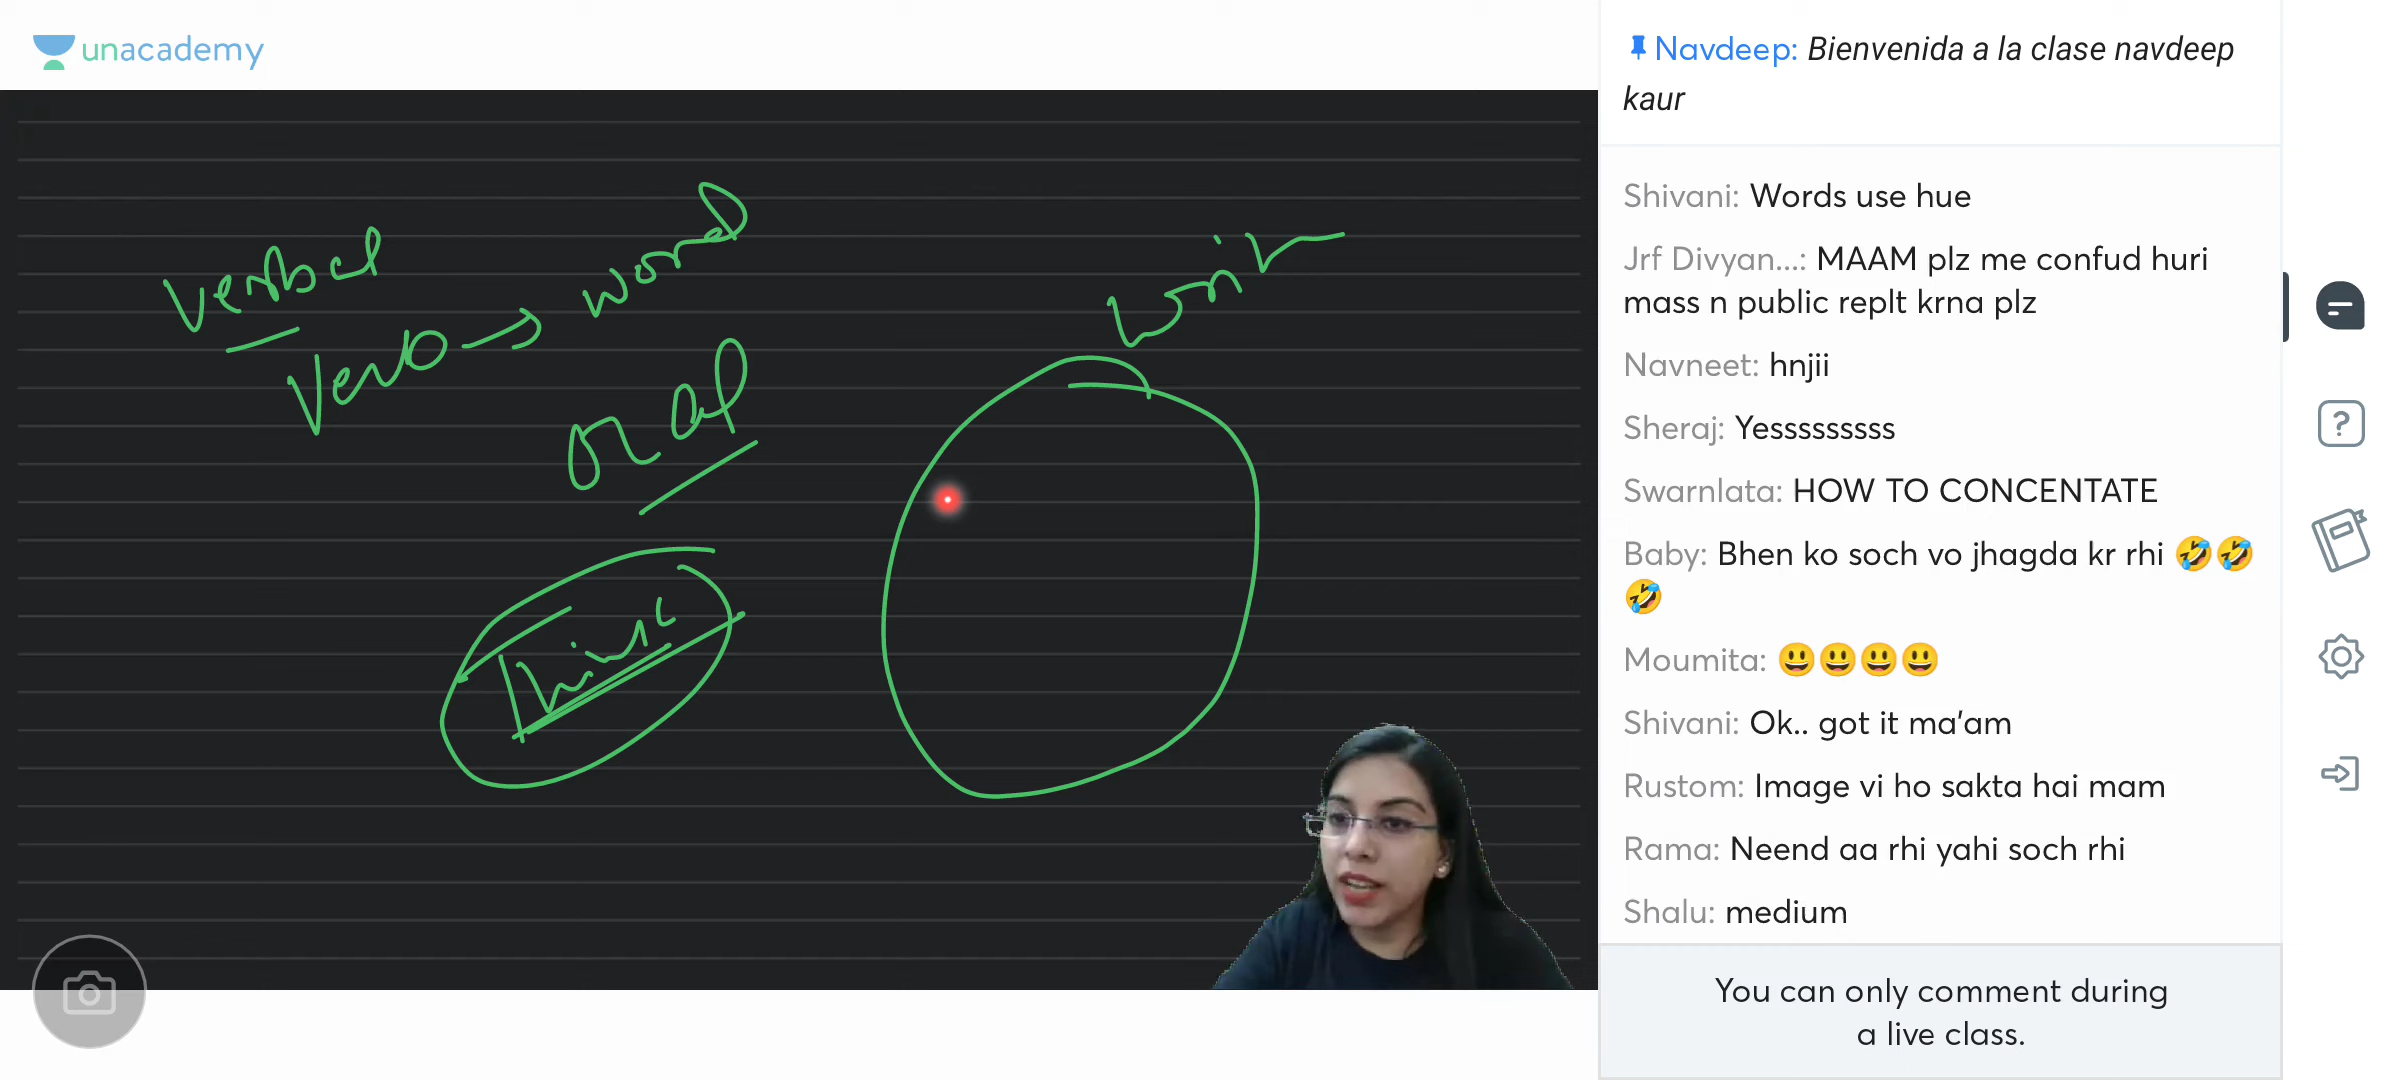 unacademy
verbal
Verb → word
oral
Think
writ
Navdeep: Bienvenida a la clase navdeep
kaur
Shivani: Words use hue
Jrf Divyan...: MAAM plz me confud huri
mass n public replt krna plz
Navneet: hnjii
Sheraj: Yesssssssss
Swarnlata: HOW TO CONCENTATE
Baby: Bhen ko soch vo jhagda kr rhi 🤣🤣
🤣
Moumita: 😃😃😃😃
Shivani: Ok.. got it ma'am
Rustom: Image vi ho sakta hai mam
Rama: Neend aa rhi yahi soch rhi
Shalu: medium
You can only comment during
a live class.